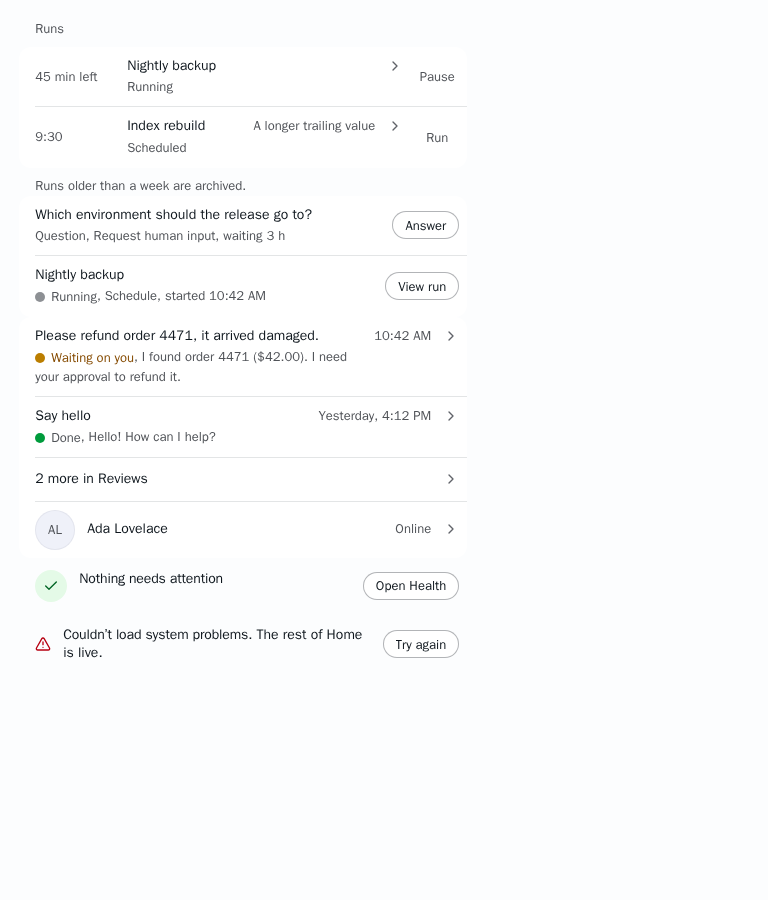 Runs
45 min left Nightly backup Pause
Running
9:30 Index rebuild A longer trailing value Run
Scheduled
Runs older than a week are archived.
Which environment should the release go to?
Question, Request human input, waiting 3 h
Answer
Nightly backup
Running, Schedule, started 10:42 AM
View run
Please refund order 4471, it arrived damaged. 10:42 AM
Waiting on you, I found order 4471 ($42.00). I need
your approval to refund it.
Say hello Yesterday, 4:12 PM
Done, Hello! How can I help?
2 more in Reviews
AL Ada Lovelace Online
Nothing needs attention Open Health
Couldn’t load system problems. The rest of Home
is live.
Try again